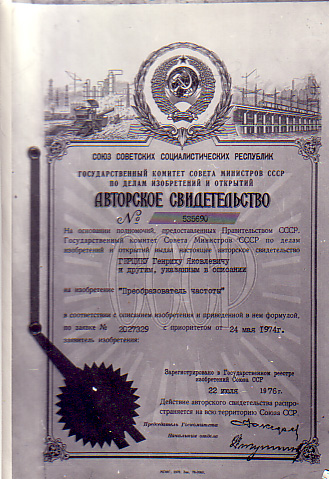 СОЮЗ СОВЕТСКИХ СОЦИАЛИСТИЧЕСКИХ РЕСПУБЛИК
ГОСУДАРСТВЕННЫЙ КОМИТЕТ СОВЕТА МИНИСТРОВ СССР
ПО ДЕЛАМ ИЗОБРЕТЕНИЙ И ОТКРЫТИЙ
АВТОРСКОЕ СВИДЕТЕЛЬСТВО
№ 535690
На основании полномочий, предоставленных Правительством СССР,
Государственный комитет Совета Министров СССР по делам
изобретений и открытий выдал настоящее авторское свидетельство
Генриху Яковлевичу
и другим, указанным в описании
на изобретение "Преобразователь частоты"
в соответствии с описанием изобретения и приведенной в нем формулой,
по заявке № 2027329 с приоритетом от 24 мая 1974г.
заявитель изобретения:
Зарегистрировано в Государственном реестре
изобретений Союза ССР
22 июля 1976г.
Действие авторского свидетельства распро-
страняется на всю территорию Союза ССР.
Председатель Госкомитета
Начальник отдела